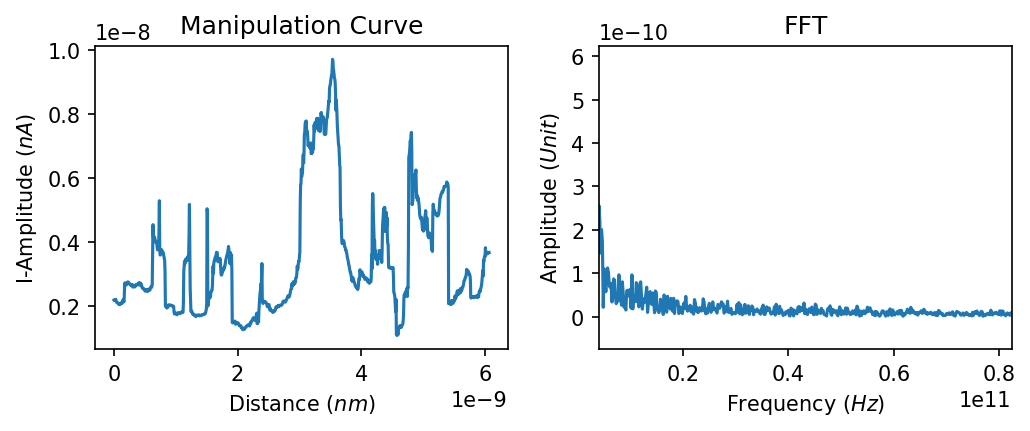 Manipulation Curve
1e−8
I-Amplitude (nA)
1.0
0.8
0.6
0.4
0.2
0 2 4 6
1e−9
Distance (nm)
FFT
1e−10
Amplitude (Unit)
6
5
4
3
2
1
0
0.2 0.4 0.6 0.8
1e11
Frequency (Hz)